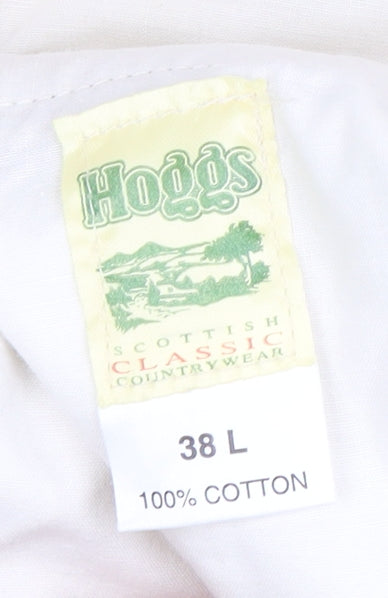 Hoggs
SCOTTISH
CLASSIC
COUNTRYWEAR
38 L
100% COTTON